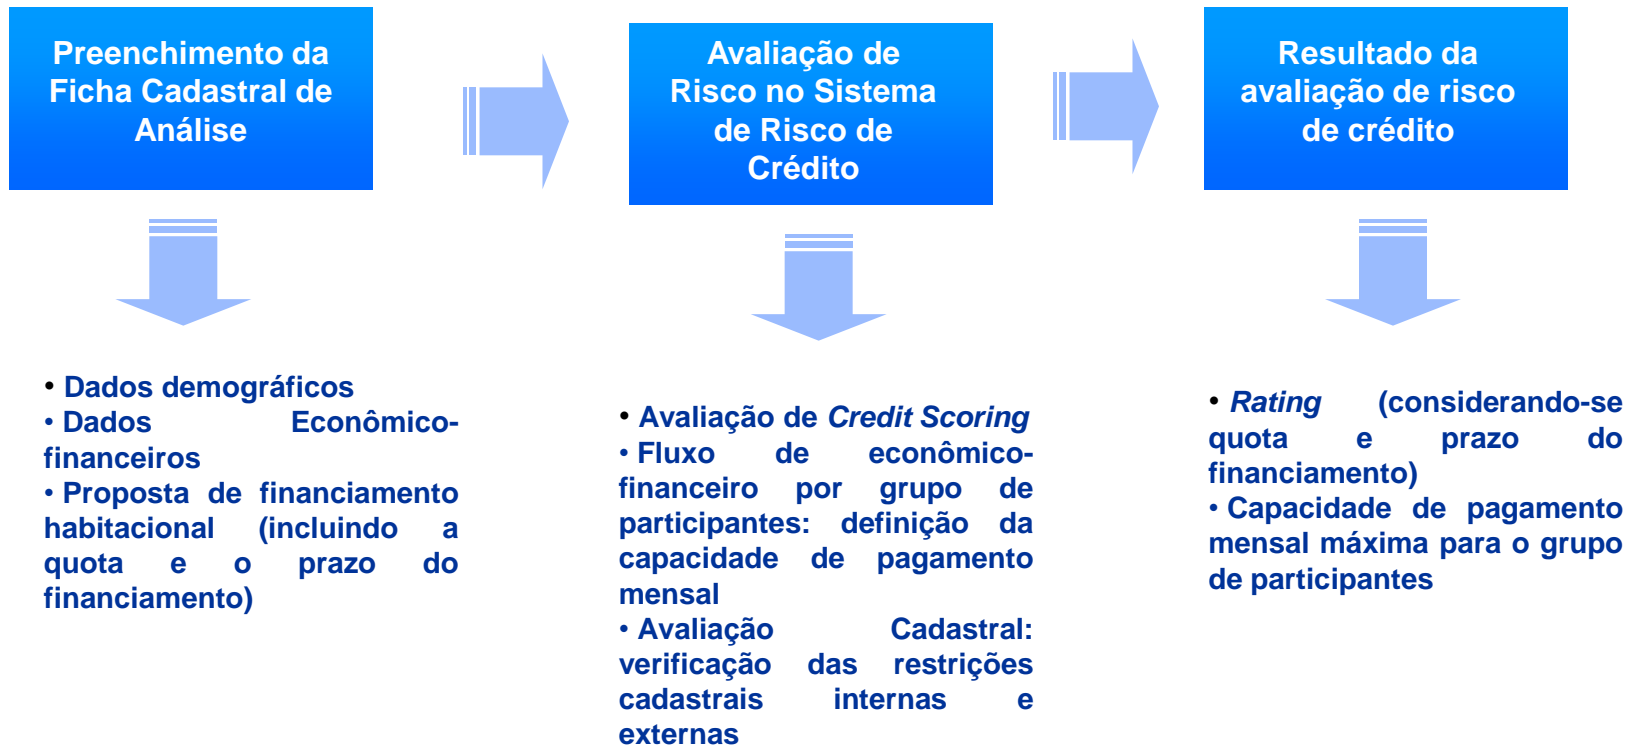 Preenchimento da
Ficha Cadastral de
Análise
Avaliação de
Risco no Sistema
de Risco de
Crédito
Resultado da
avaliação de risco
de crédito
• Dados demográficos
• Dados Econômico-
financeiros
• Proposta de financiamento
habitacional (incluindo a
quota e o prazo do
financiamento)
• Avaliação de Credit Scoring
• Fluxo de econômico-
financeiro por grupo de
participantes: definição da
capacidade de pagamento
mensal
• Avaliação Cadastral:
verificação das restrições
cadastrais internas e
externas
• Rating (considerando-se
quota e prazo do
financiamento)
• Capacidade de pagamento
mensal máxima para o grupo
de participantes